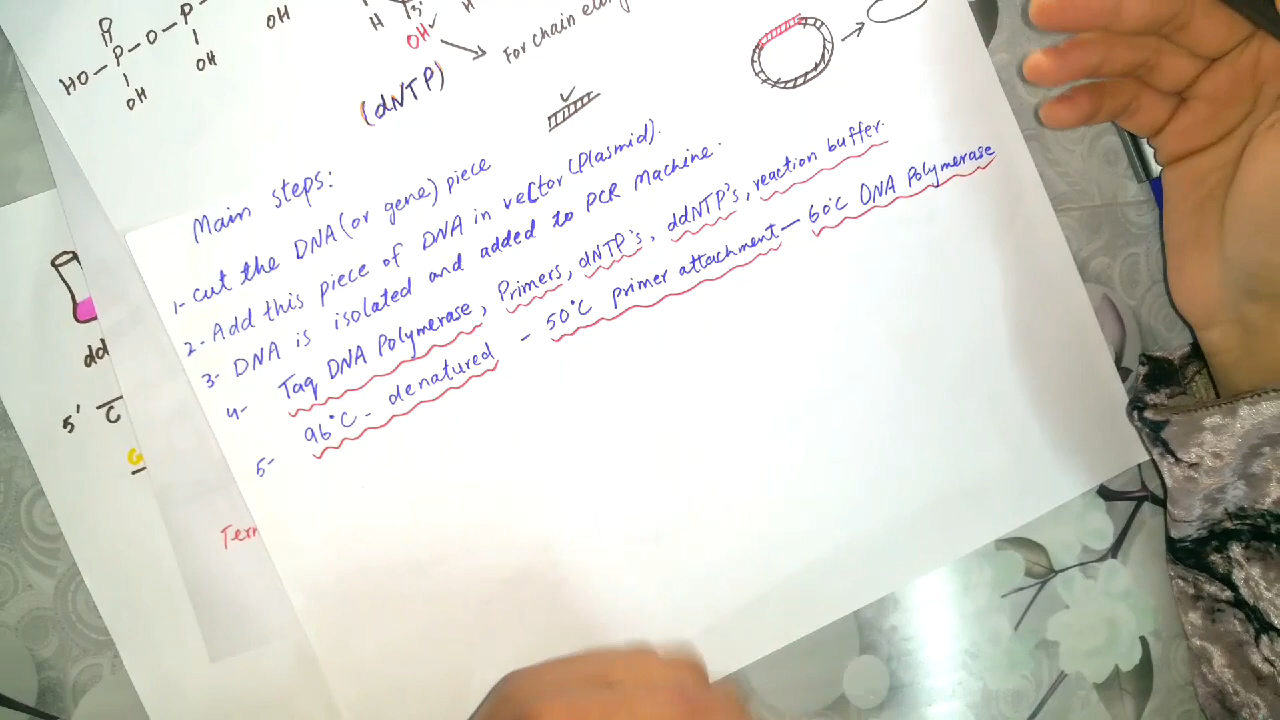 P
P
HO - P - O - P
OH
OH
OH
H
3'
H
OH
For chain
(dNTP)
Main steps:
1- Cut the DNA (or gene) piece
2- Add this piece of DNA in vector (Plasmid).
3- DNA is isolated and added to PCR Machine.
4- Taq DNA Polymerase, Primers, dNTP's, ddNTP's, reaction buffer.
5- 96°C - denatured - 50°C primer attachment - 60°C DNA Polymerase
dd
5' C
G